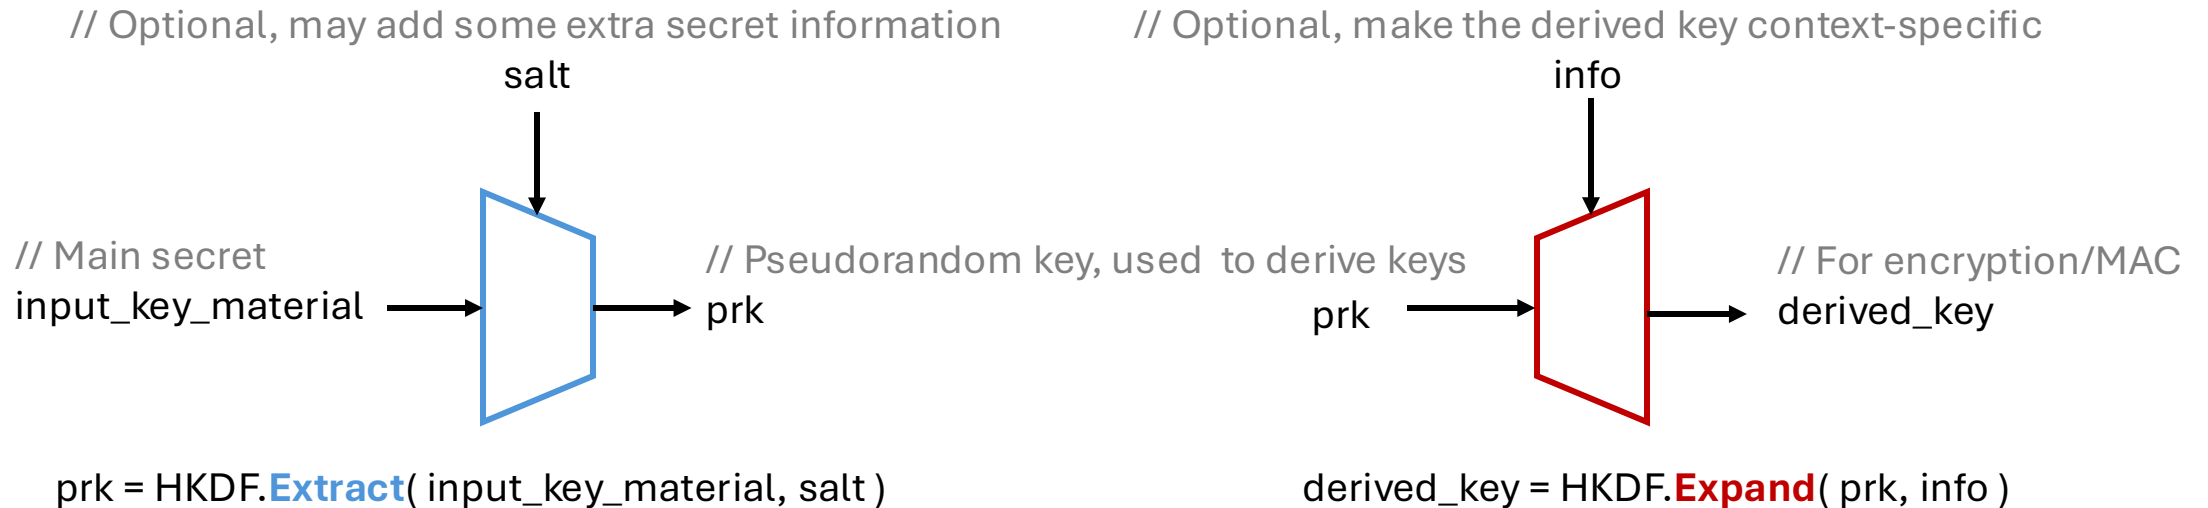 // Optional, may add some extra secret information
salt
// Main secret
input_key_material
// Pseudorandom key, used to derive keys
prk
prk = HKDF.Extract( input_key_material, salt )
// Optional, make the derived key context-specific
info
prk
// For encryption/MAC
derived_key
derived_key = HKDF.Expand( prk, info )